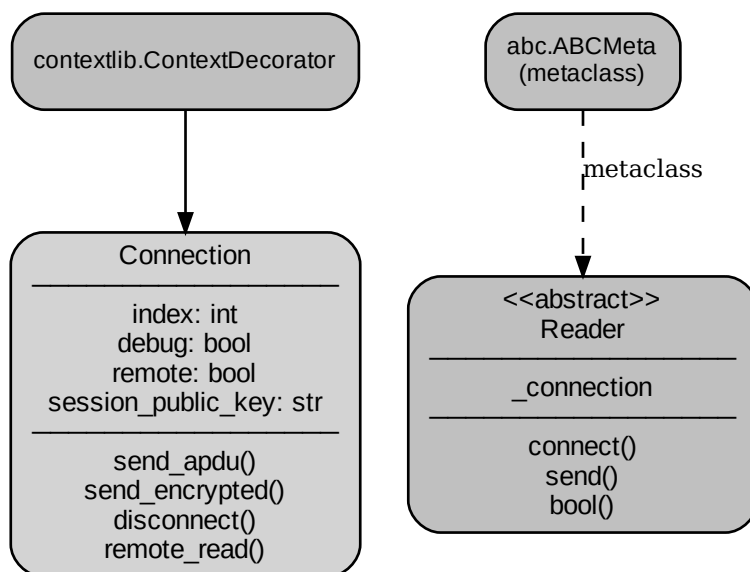 contextlib.ContextDecorator
abc.ABCMeta
(metaclass)
metaclass
Connection
index: int
debug: bool
remote: bool
session_public_key: str
send_apdu()
send_encrypted()
disconnect()
remote_read()
<<abstract>>
Reader
_connection
connect()
send()
bool()